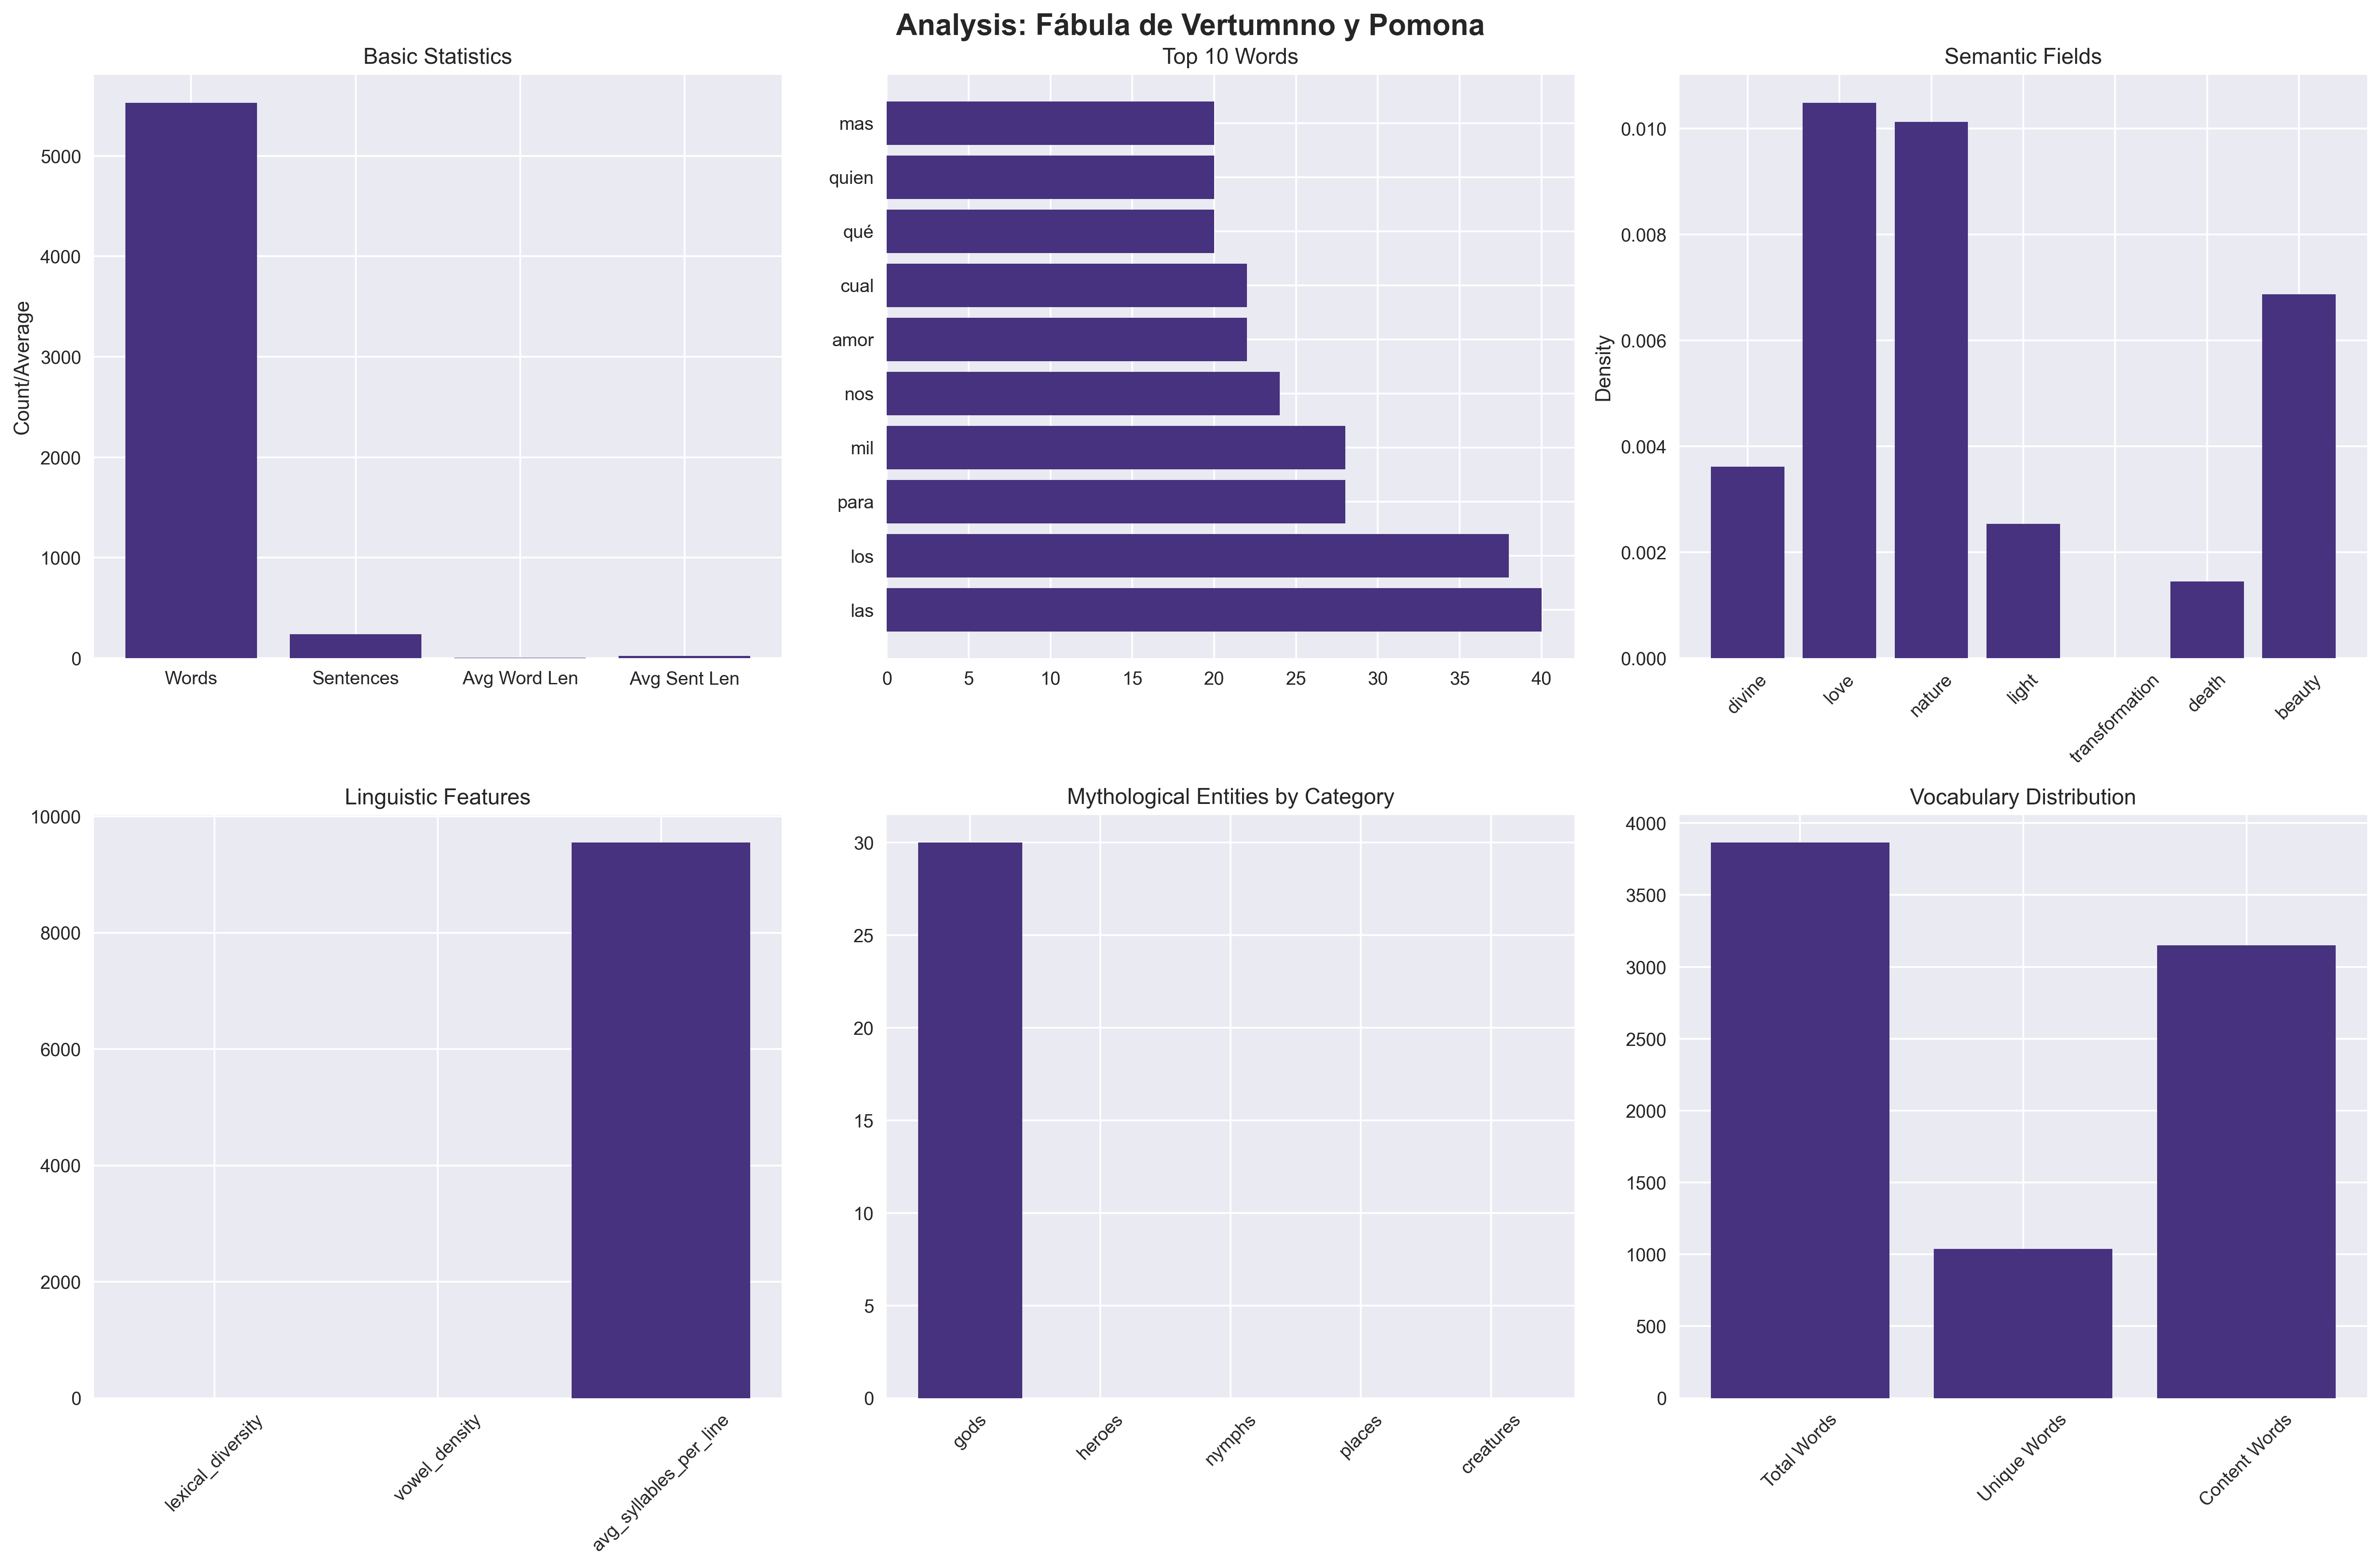 Analysis: Fábula de Vertumnno y Pomona
Basic Statistics
Count/Average
5000
4000
3000
2000
1000
0
Words
Sentences
Avg Word Len
Avg Sent Len
Top 10 Words
mas
quien
qué
cual
amor
nos
mil
para
los
las
0 5 10 15 20 25 30 35 40
Semantic Fields
Density
0.010
0.008
0.006
0.004
0.002
0.000
divine
love
nature
light
transformation
death
beauty
Linguistic Features
10000
8000
6000
4000
2000
0
lexical_diversity
vowel_density
avg_syllables_per_line
Mythological Entities by Category
30
25
20
15
10
5
0
gods
heroes
nymphs
places
creatures
Vocabulary Distribution
4000
3500
3000
2500
2000
1500
1000
500
0
Total Words
Unique Words
Content Words